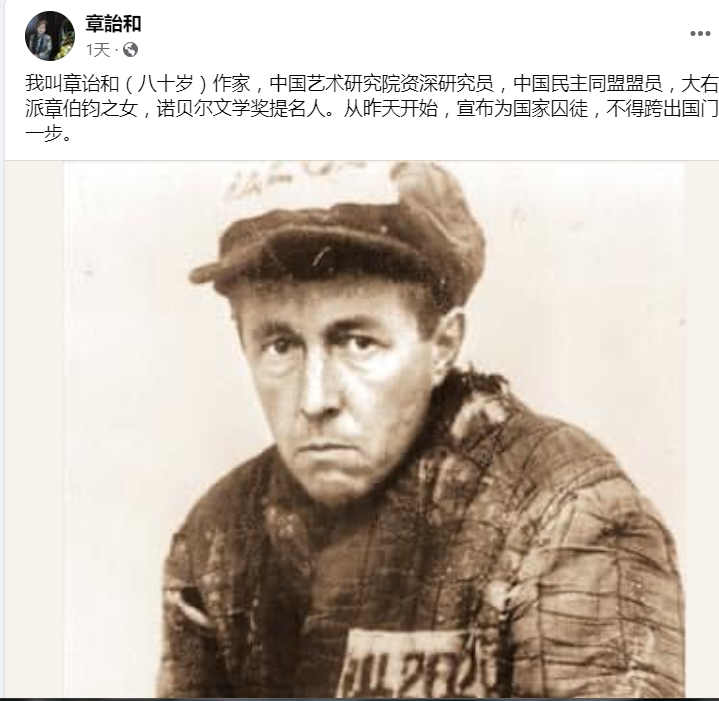 章詒和
1天
我叫章诒和（八十岁）作家，中国艺术研究院资深研究员，中国民主同盟盟员，大右
派章伯钧之女，诺贝尔文学奖提名人。从昨天开始，宣布为国家囚徒，不得跨出国门
一步。